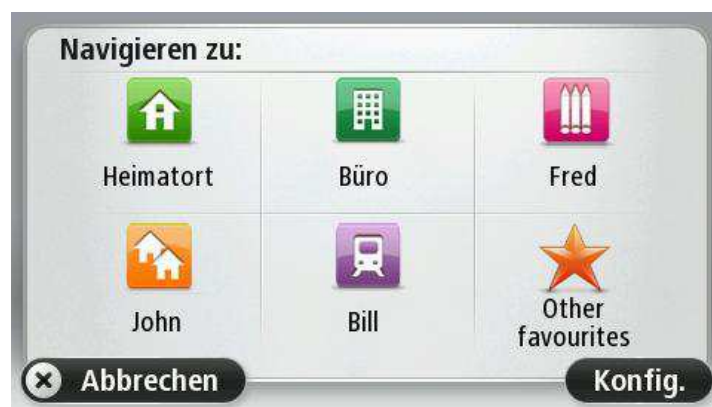 Navigieren zu:
Heimatort
Büro
Fred
John
Bill
Other
favourites
Abbrechen
Konfig.